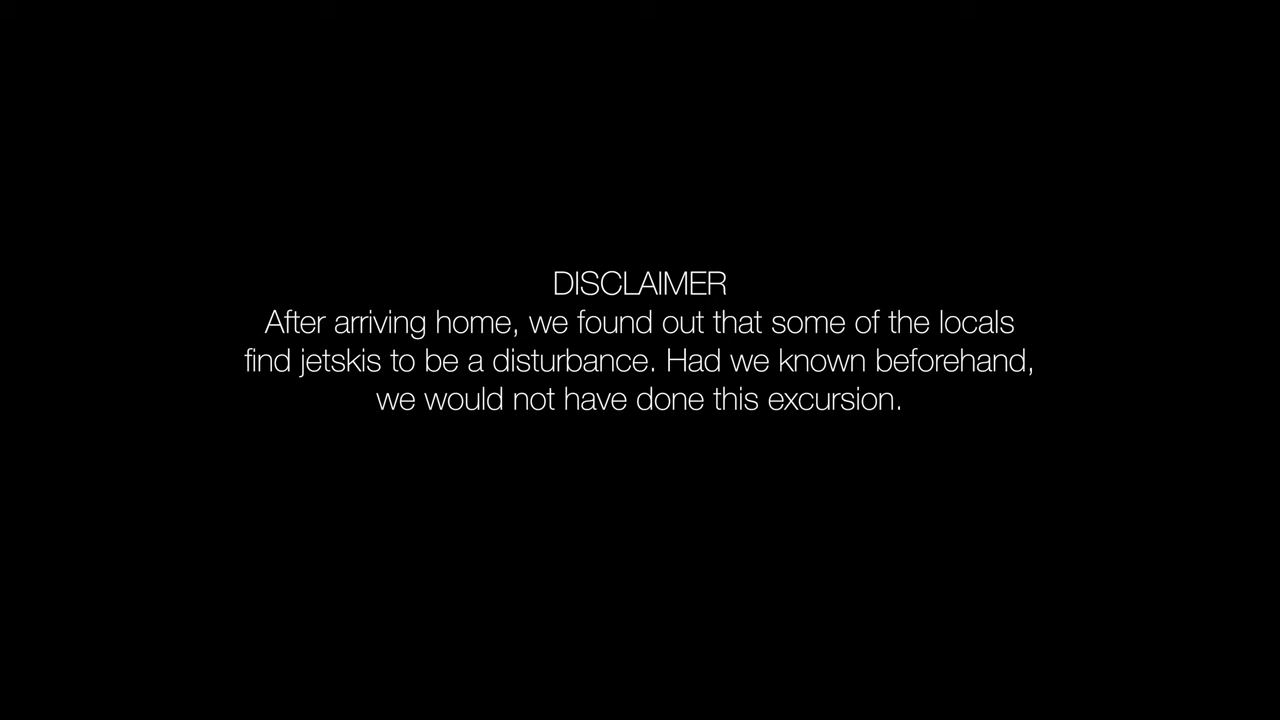 DISCLAIMER
After arriving home, we found out that some of the locals
find jetskis to be a disturbance. Had we known beforehand,
we would not have done this excursion.